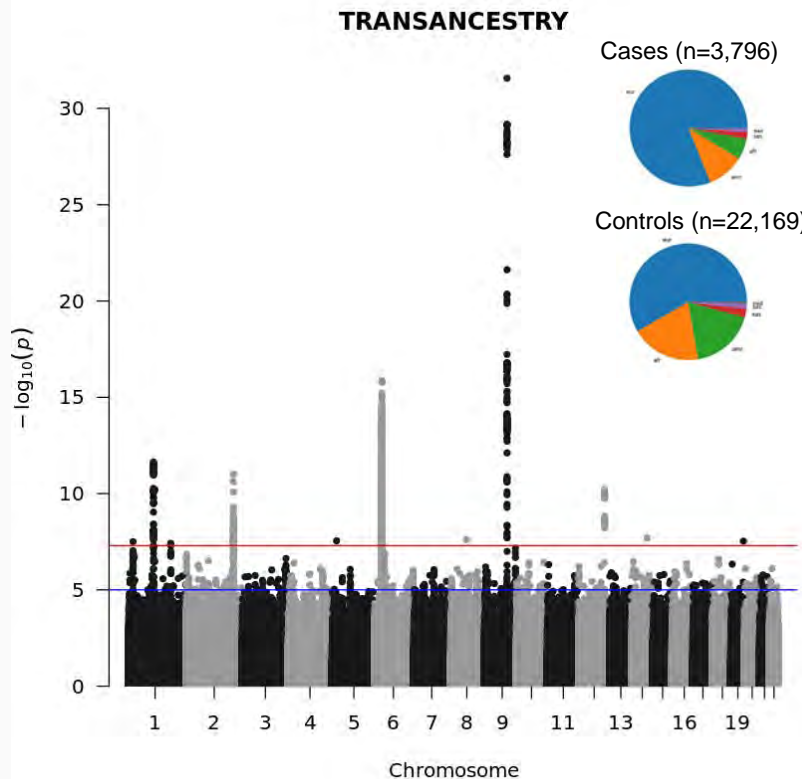 TRANSANCESTRY
Cases (n=3,796)
Controls (n=22,169)
− log10(p)
30
25
20
15
10
5
0
1 2 3 4 5 6 7 8 9 11 13 16 19
Chromosome